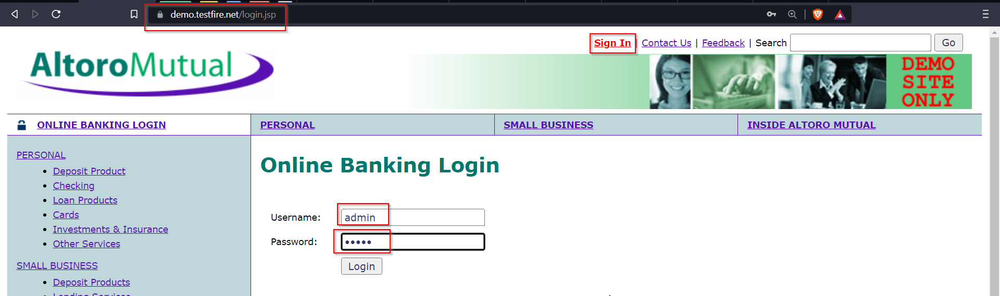 demo.testfire.net/login.jsp
Sign In | Contact Us | Feedback | Search Go
AltoroMutual
DEMO
SITE
ONLY
ONLINE BANKING LOGIN PERSONAL SMALL BUSINESS INSIDE ALTORO MUTUAL
PERSONAL
Deposit Product
Checking
Loan Products
Cards
Investments & Insurance
Other Services
SMALL BUSINESS
Deposit Products
Lending Services
Online Banking Login
Username: admin
Password: •••••
Login